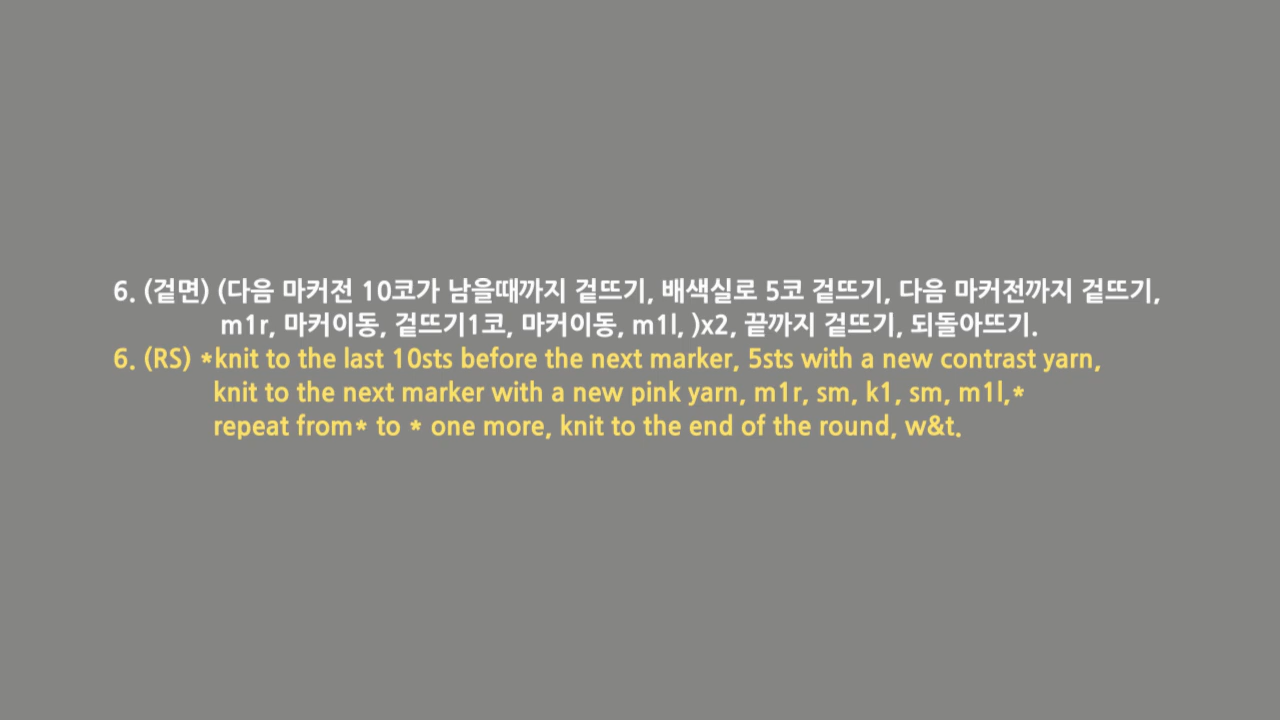 6. (겉면) (다음 마커전 10코가 남을때까지 겉뜨기, 배색실로 5코 겉뜨기, 다음 마커전까지 겉뜨기,
m1r, 마커이동, 겉뜨기1코, 마커이동, m1l, )x2, 끝까지 겉뜨기, 되돌아뜨기.
6. (RS) *knit to the last 10sts before the next marker, 5sts with a new contrast yarn,
knit to the next marker with a new pink yarn, m1r, sm, k1, sm, m1l,*
repeat from* to * one more, knit to the end of the round, w&t.